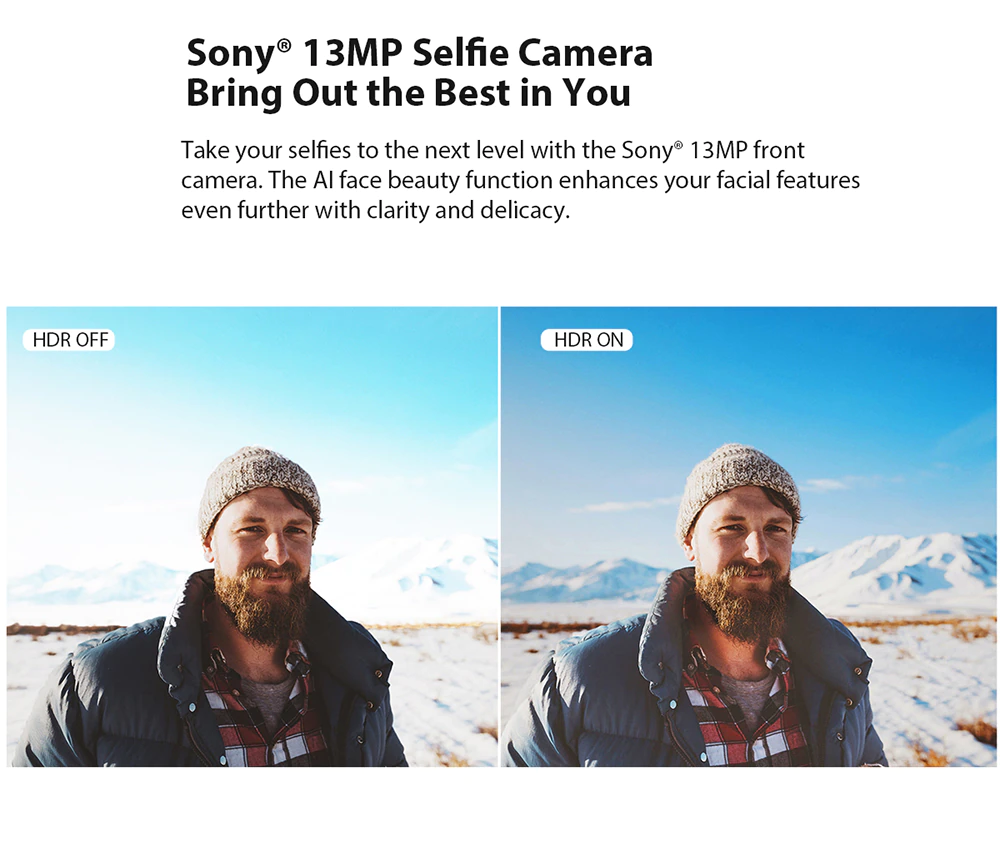 Sony® 13MP Selfie Camera
Bring Out the Best in You
Take your selfies to the next level with the Sony® 13MP front
camera. The AI face beauty function enhances your facial features
even further with clarity and delicacy.
HDR OFF
HDR ON